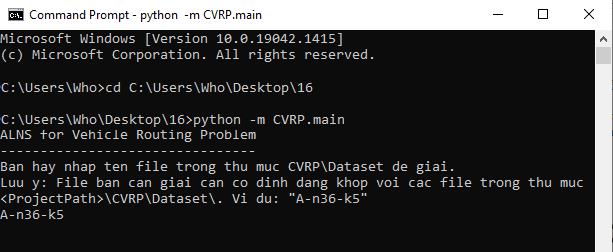 Command Prompt - python -m CVRP.main
Microsoft Windows [Version 10.0.19042.1415]
(c) Microsoft Corporation. All rights reserved.
C:\Users\Who>cd C:\Users\Who\Desktop\16
C:\Users\Who\Desktop\16>python -m CVRP.main
ALNS for Vehicle Routing Problem
--------------------------------
Ban hay nhap ten file trong thu muc CVRP\Dataset de giai.
Luu y: File ban can giai can co dinh dang khop voi cac file trong thu muc
<ProjectPath>\CVRP\Dataset\. Vi du: "A-n36-k5"
A-n36-k5